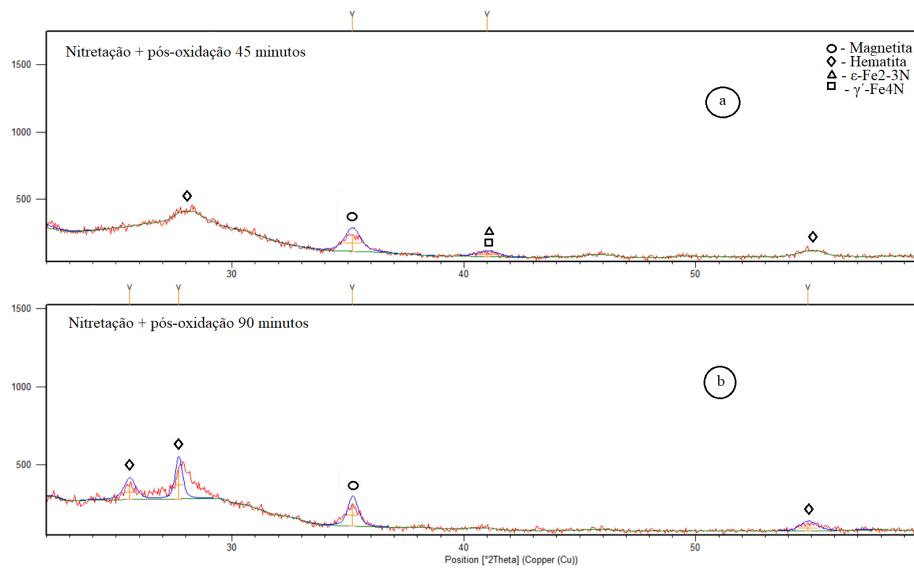 Nitretação + pós-oxidação 45 minutos
- Magnetita
- Hematita
- ε-Fe2-3N
- γ´-Fe4N
a
1500
1000
500
30
40
50
Nitretação + pós-oxidação 90 minutos
b
1500
1000
500
30
40
50
Position [°2Theta] (Copper (Cu))